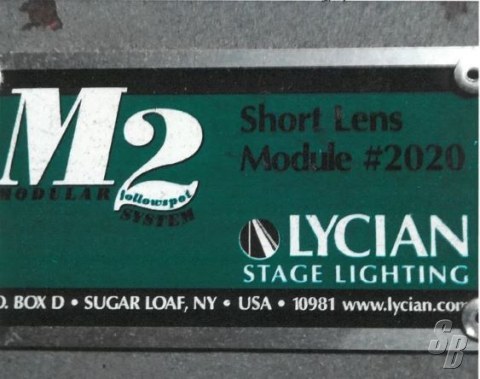 M2
MODULAR
followspot
SYSTEM
Short Lens
Module #2020
LYCIAN
STAGE LIGHTING
O. BOX D • SUGAR LOAF, NY • USA • 10981 www.lycian.com
SB